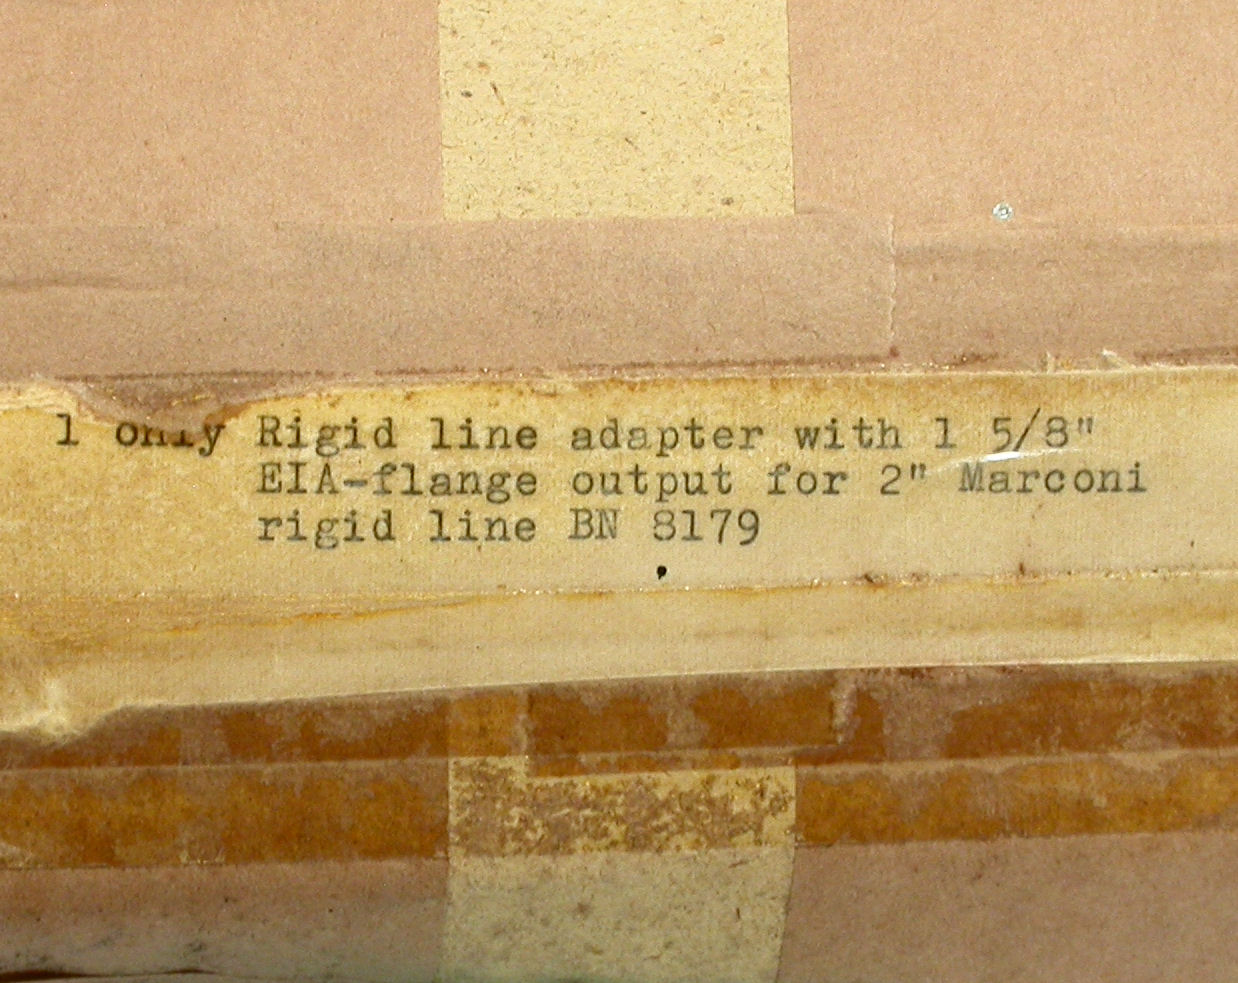 1 only Rigid line adapter with 1 5/8"
EIA-flange output for 2" Marconi
rigid line BN 8179